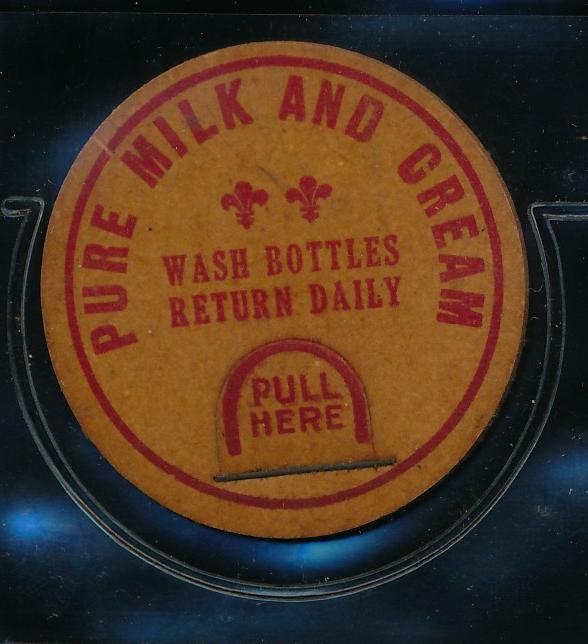 PURE MILK AND CREAM
WASH BOTTLES
RETURN DAILY
PULL
HERE